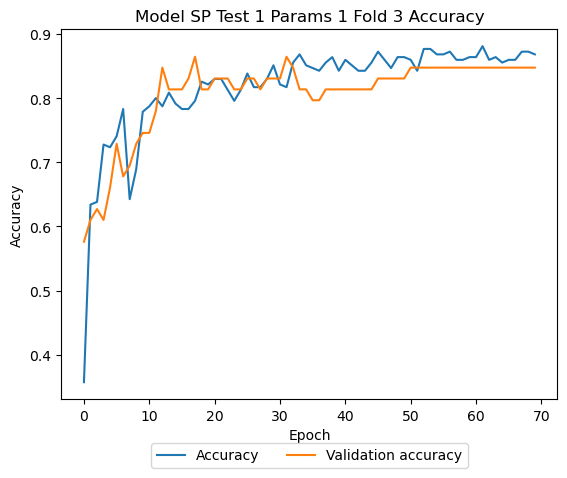 Model SP Test 1 Params 1 Fold 3 Accuracy
Accuracy
0.9
0.8
0.7
0.6
0.5
0.4
0 10 20 30 40 50 60 70
Epoch
Accuracy Validation accuracy